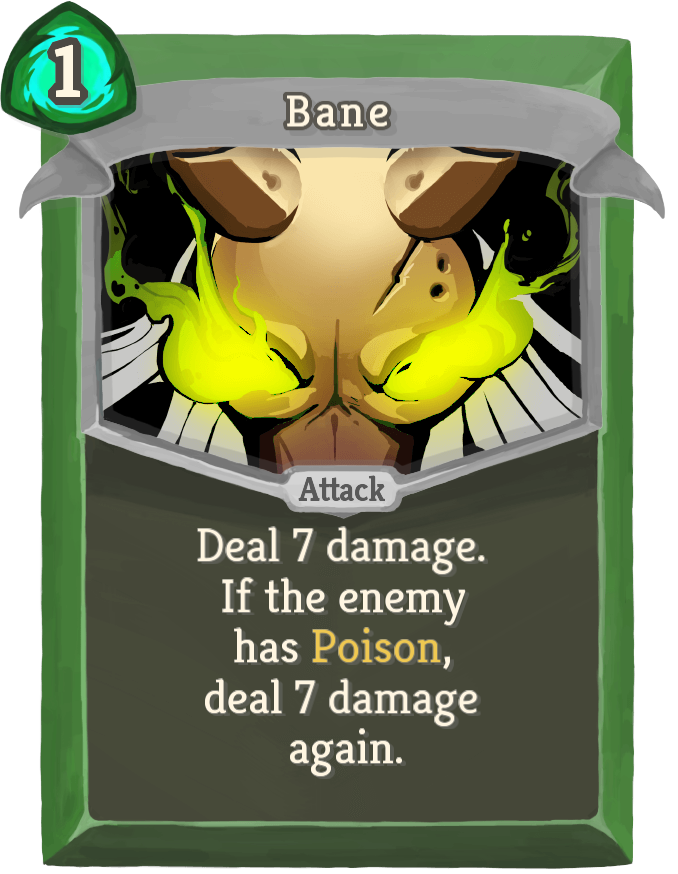 1
Bane
Attack
Deal 7 damage.
If the enemy
has Poison,
deal 7 damage
again.